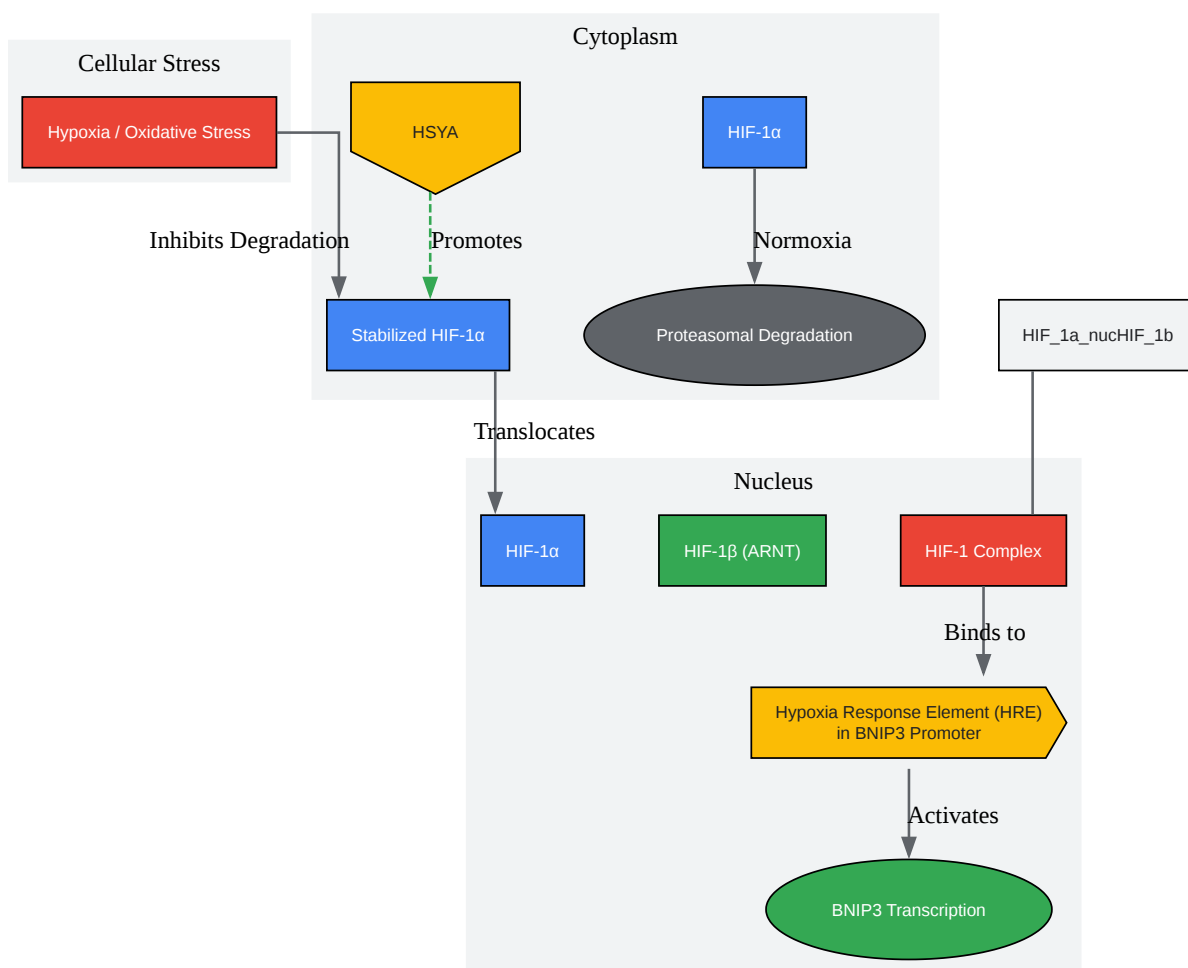 Cytoplasm
Cellular Stress
Hypoxia / Oxidative Stress
HSYA
HIF-1α
Inhibits Degradation
Promotes
Normoxia
Stabilized HIF-1α
Proteasomal Degradation
HIF_1a_nucHIF_1b
Translocates
Nucleus
HIF-1α
HIF-1β (ARNT)
HIF-1 Complex
Binds to
Hypoxia Response Element (HRE)
in BNIP3 Promoter
Activates
BNIP3 Transcription